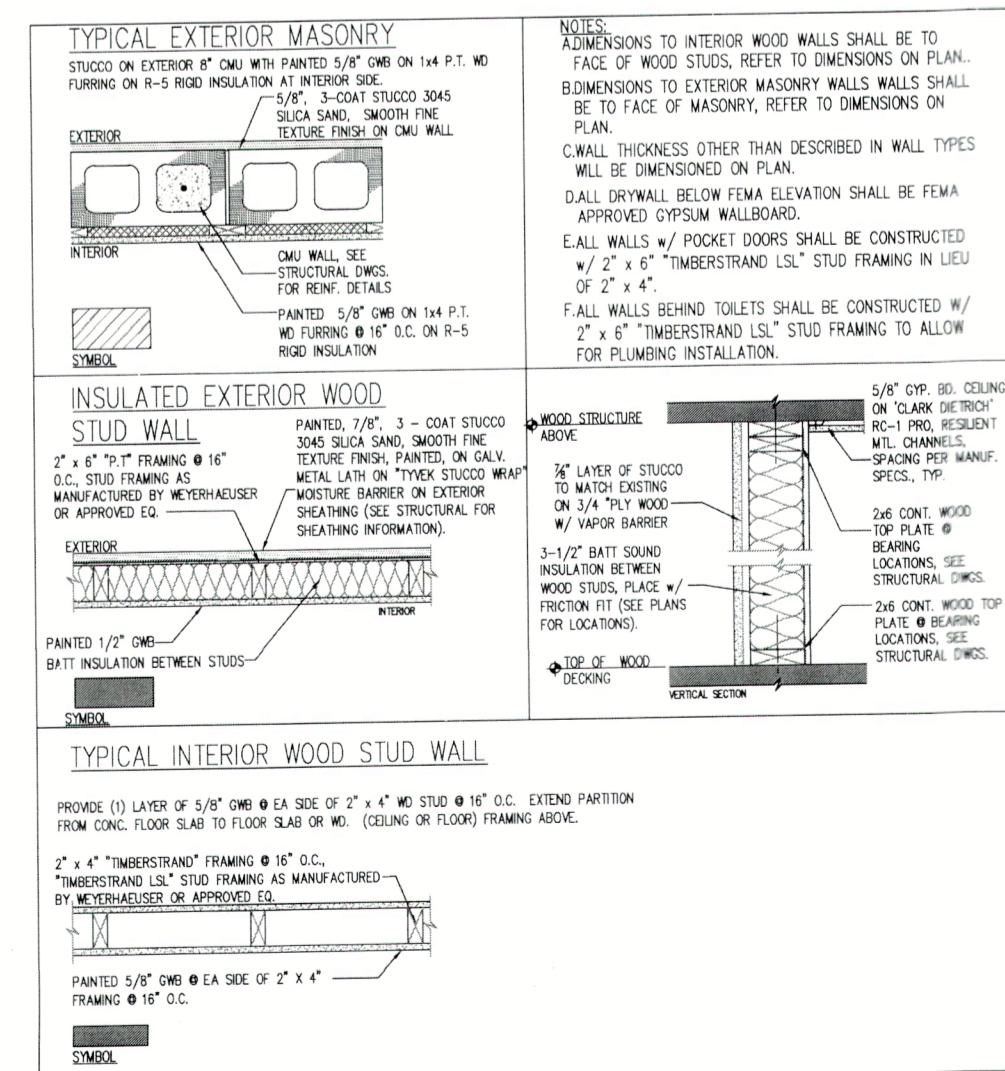 TYPICAL EXTERIOR MASONRY
STUCCO ON EXTERIOR 8" CMU WITH PAINTED 5/8" GWB ON 1x4 P.T. WD
FURRING ON R-5 RIGID INSULATION AT INTERIOR SIDE.
5/8", 3-COAT STUCCO 3045
SILICA SAND, SMOOTH FINE
TEXTURE FINISH ON CMU WALL
EXTERIOR
INTERIOR
CMU WALL, SEE
STRUCTURAL DWGS.
FOR REINF. DETAILS
PAINTED 5/8" GWB ON 1x4 P.T.
WD FURRING @ 16" O.C. ON R-5
RIGID INSULATION
SYMBOL
NOTES:
A.DIMENSIONS TO INTERIOR WOOD WALLS SHALL BE TO
FACE OF WOOD STUDS, REFER TO DIMENSIONS ON PLAN..
B.DIMENSIONS TO EXTERIOR MASONRY WALLS WALLS SHALL
BE TO FACE OF MASONRY, REFER TO DIMENSIONS ON
PLAN.
C.WALL THICKNESS OTHER THAN DESCRIBED IN WALL TYPES
WILL BE DIMENSIONED ON PLAN.
D.ALL DRYWALL BELOW FEMA ELEVATION SHALL BE FEMA
APPROVED GYPSUM WALLBOARD.
E.ALL WALLS w/ POCKET DOORS SHALL BE CONSTRUCTED
w/ 2" x 6" "TIMBERSTRAND LSL" STUD FRAMING IN LIEU
OF 2" x 4".
F.ALL WALLS BEHIND TOILETS SHALL BE CONSTRUCTED W/
2" x 6" "TIMBERSTRAND LSL" STUD FRAMING TO ALLOW
FOR PLUMBING INSTALLATION.
INSULATED EXTERIOR WOOD
STUD WALL
2" x 6" "P.T" FRAMING @ 16"
O.C., STUD FRAMING AS
MANUFACTURED BY WEYERHAEUSER
OR APPROVED EQ.
PAINTED, 7/8", 3 - COAT STUCCO
3045 SILICA SAND, SMOOTH FINE
TEXTURE FINISH, PAINTED, ON GALV.
METAL LATH ON "TYVEK STUCCO WRAP"
MOISTURE BARRIER ON EXTERIOR
SHEATHING (SEE STRUCTURAL FOR
SHEATHING INFORMATION).
EXTERIOR
INTERIOR
PAINTED 1/2" GWB
BATT INSULATION BETWEEN STUDS
SYMBOL
WOOD STRUCTURE
ABOVE
⅞" LAYER OF STUCCO
TO MATCH EXISTING
ON 3/4 "PLY WOOD
W/ VAPOR BARRIER
3-1/2" BATT SOUND
INSULATION BETWEEN
WOOD STUDS, PLACE w/
FRICTION FIT (SEE PLANS
FOR LOCATIONS).
TOP OF WOOD
DECKING
VERTICAL SECTION
5/8" GYP. BD. CEILING
ON "CLARK DIETRICH"
RC-1 PRO, RESILIENT
MTL. CHANNELS,
SPACING PER MANUF.
SPECS., TYP.
2x6 CONT. WOOD
TOP PLATE @
BEARING
LOCATIONS, SEE
STRUCTURAL DWGS.
2x6 CONT. WOOD TOP
PLATE @ BEARING
LOCATIONS, SEE
STRUCTURAL DWGS.
TYPICAL INTERIOR WOOD STUD WALL
PROVIDE (1) LAYER OF 5/8" GWB @ EA SIDE OF 2" x 4" WD STUD @ 16" O.C. EXTEND PARTITION
FROM CONC. FLOOR SLAB TO FLOOR SLAB OR WD. (CEILING OR FLOOR) FRAMING ABOVE.
2" x 4" "TIMBERSTRAND" FRAMING @ 16" O.C.,
"TIMBERSTRAND LSL" STUD FRAMING AS MANUFACTURED
BY WEYERHAEUSER OR APPROVED EQ.
PAINTED 5/8" GWB @ EA SIDE OF 2" X 4"
FRAMING @ 16" O.C.
SYMBOL